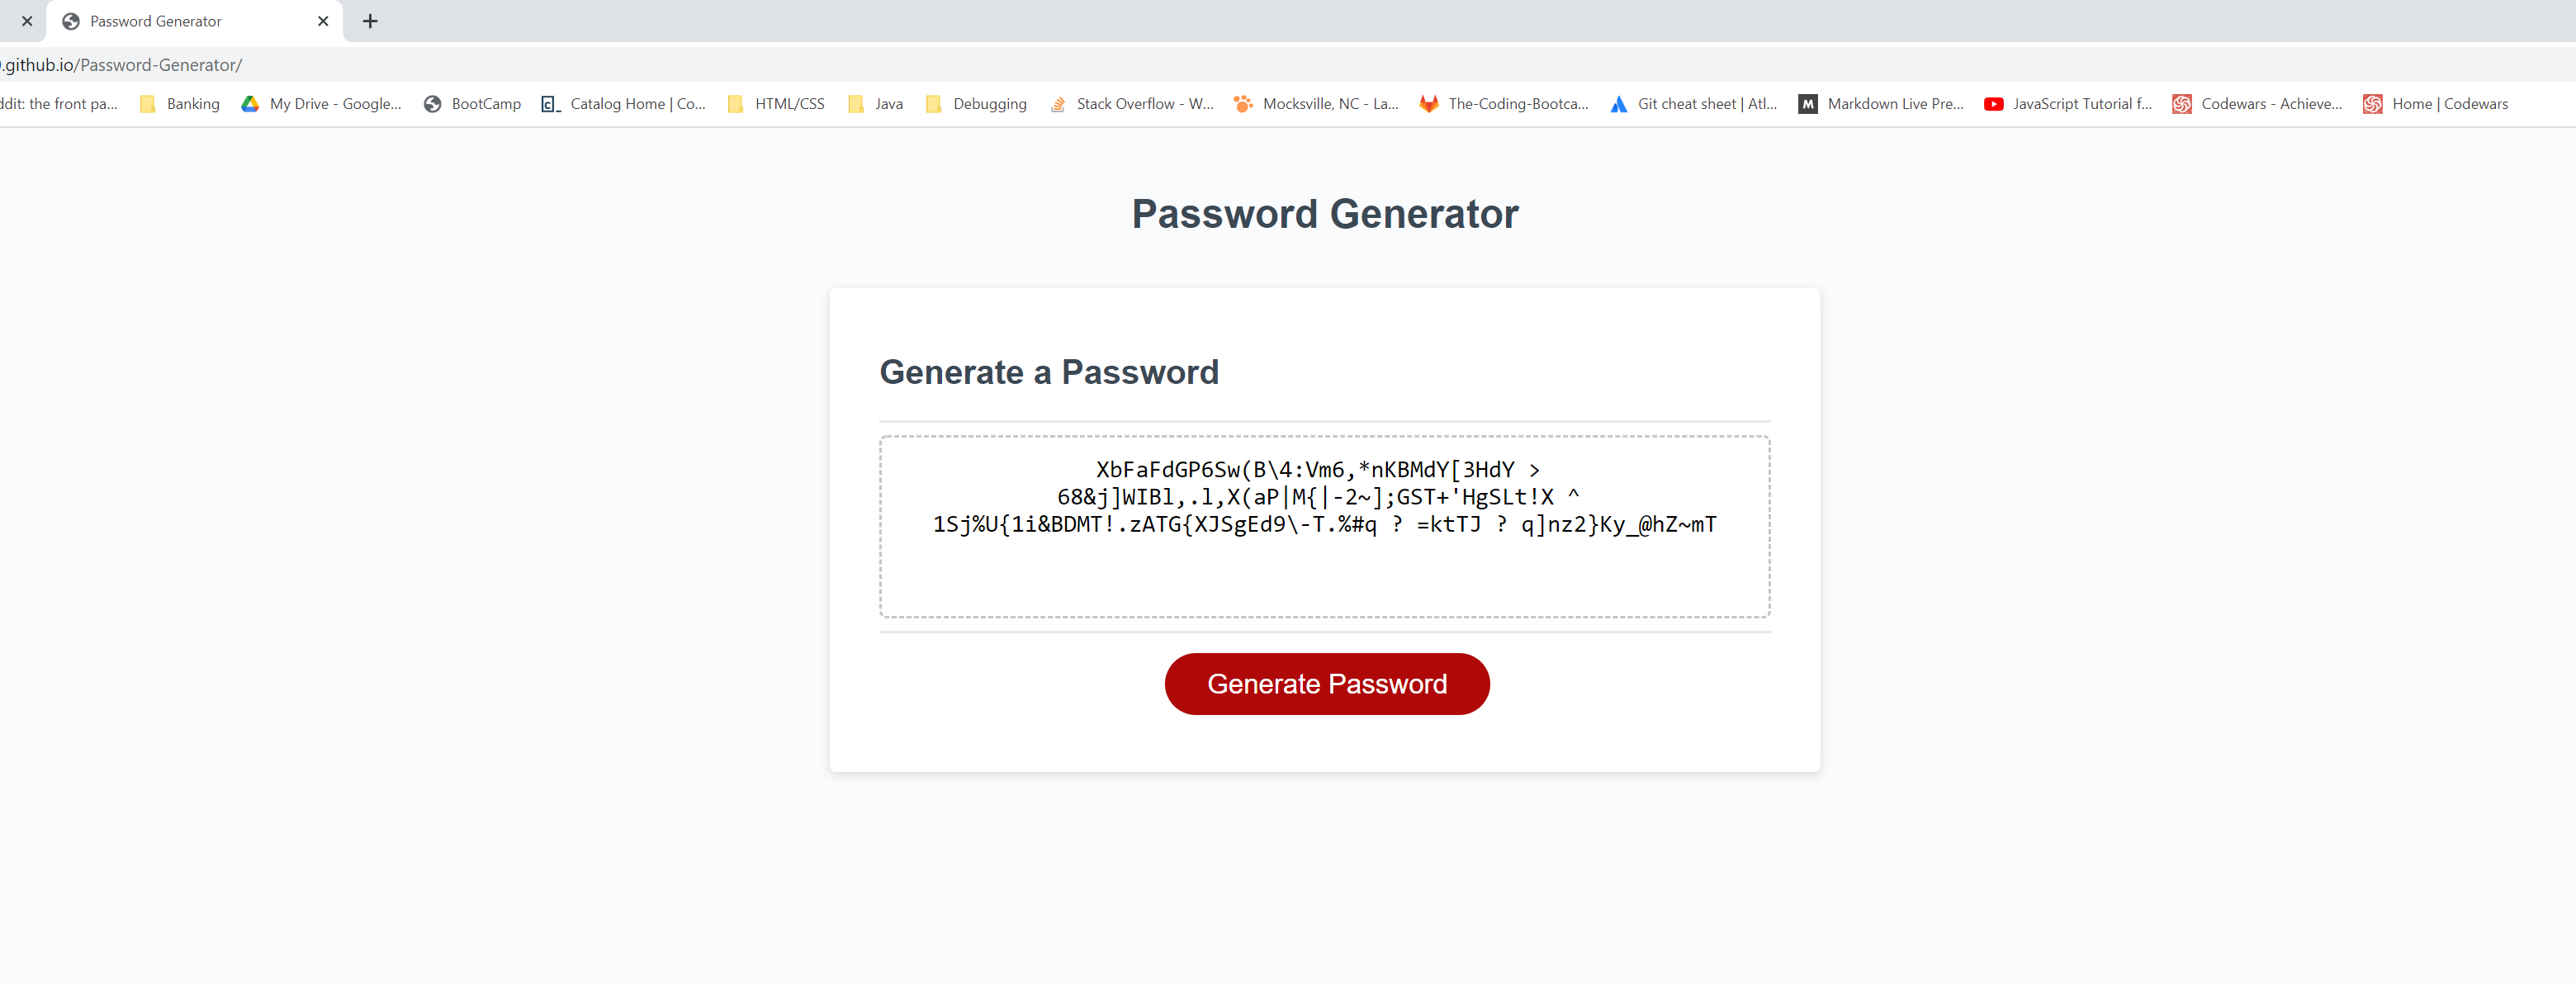 Password Generator
.github.io/Password-Generator/
ddit: the front pa... Banking My Drive - Google... BootCamp Catalog Home | Co... HTML/CSS Java Debugging Stack Overflow - W... Mocksville, NC - La... The-Coding-Bootca... Git cheat sheet | Atl... M Markdown Live Pre... JavaScript Tutorial f... Codewars - Achieve... Home | Codewars
Password Generator
Generate a Password
XbFaFdGP6Sw(B\4:Vm6,*nKBMdY[3HdY >
68&j]WIBl,.l,X(aP|M{|-2~];GST+'HgSLt!X ^
1Sj%U{1i&BDMT!.zATG{XJSgEd9\-T.%#q ? =ktTJ ? q]nz2}Ky_@hZ~mT
Generate Password